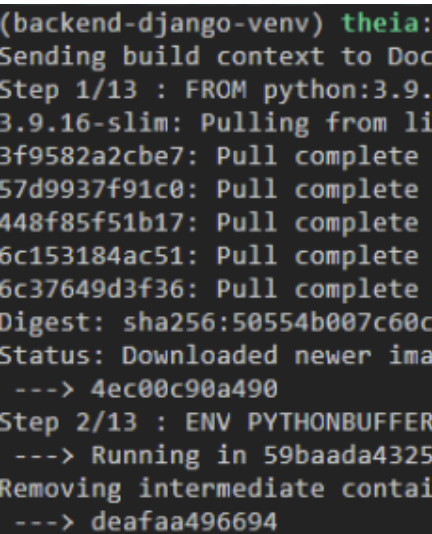 (backend-django-venv) theia:
Sending build context to Doc
Step 1/13 : FROM python:3.9.
3.9.16-slim: Pulling from li
3f9582a2cbe7: Pull complete
57d9937f91c0: Pull complete
448f85f51b17: Pull complete
6c153184ac51: Pull complete
6c37649d3f36: Pull complete
Digest: sha256:50554b007c60c
Status: Downloaded newer ima
---> 4ec00c90a490
Step 2/13 : ENV PYTHONBUFFER
---> Running in 59baada4325
Removing intermediate contai
---> deafaa496694